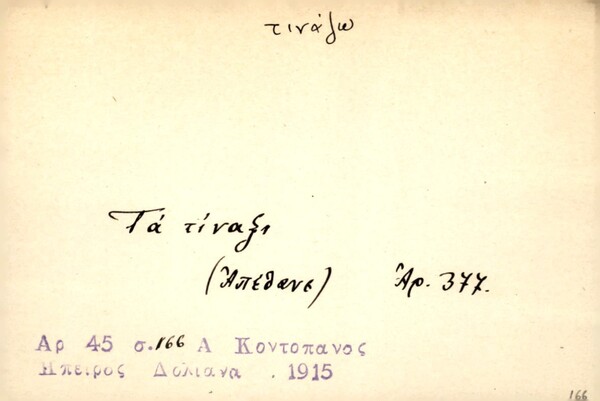 τινάζω
Τά τίναξι
(Ἀπέθανε) Ἀρ. 377.
Αρ 45 σ. 166 Α Κοντοπανος
Ηπειρος Δολιανα . 1915
166